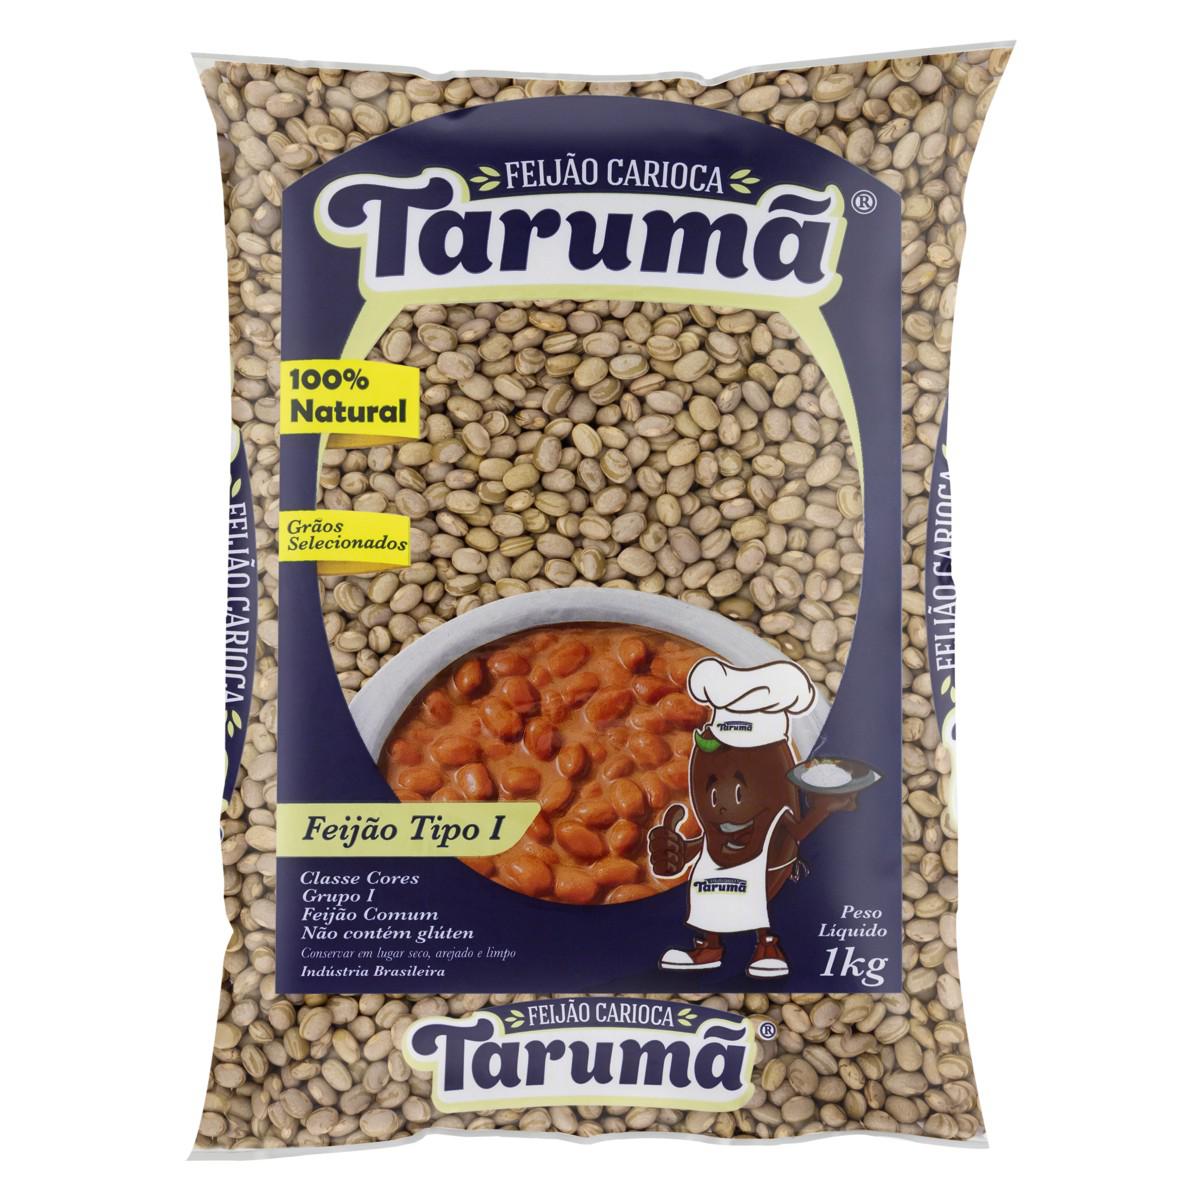 FEIJÃO CARIOCA
Tarumã®
100%
Natural
Grãos
Selecionados
FEIJÃO CARIOCA
FEIJÃO CARIOCA
Tarumã
Tarumã
Feijão Tipo I
Classe Cores
Grupo I
Feijão Comum
Não contém glúten
Conservar em lugar seco, arejado e limpo
Indústria Brasileira
Peso
Líquido
1kg
FEIJÃO CARIOCA
Tarumã®